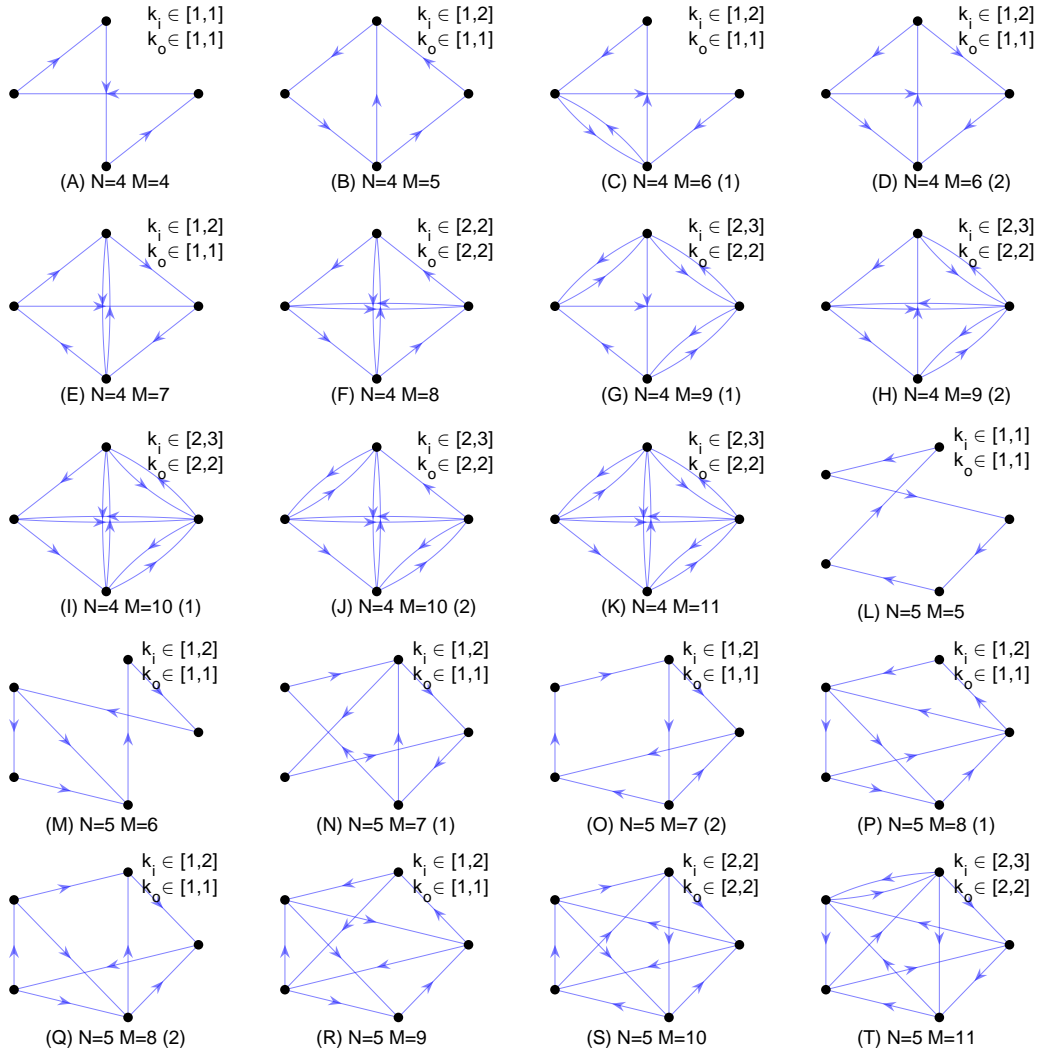 k_i ∈ [1,1]
k_o ∈ [1,1]
(A) N=4 M=4
k_i ∈ [1,2]
k_o ∈ [1,1]
(B) N=4 M=5
k_i ∈ [1,2]
k_o ∈ [1,1]
(C) N=4 M=6 (1)
k_i ∈ [1,2]
k_o ∈ [1,1]
(D) N=4 M=6 (2)
k_i ∈ [1,2]
k_o ∈ [1,1]
(E) N=4 M=7
k_i ∈ [2,2]
k_o ∈ [2,2]
(F) N=4 M=8
k_i ∈ [2,3]
k_o ∈ [2,2]
(G) N=4 M=9 (1)
k_i ∈ [2,3]
k_o ∈ [2,2]
(H) N=4 M=9 (2)
k_i ∈ [2,3]
k_o ∈ [2,2]
(I) N=4 M=10 (1)
k_i ∈ [2,3]
k_o ∈ [2,2]
(J) N=4 M=10 (2)
k_i ∈ [2,3]
k_o ∈ [2,2]
(K) N=4 M=11
k_i ∈ [1,1]
k_o ∈ [1,1]
(L) N=5 M=5
k_i ∈ [1,2]
k_o ∈ [1,1]
(M) N=5 M=6
k_i ∈ [1,2]
k_o ∈ [1,1]
(N) N=5 M=7 (1)
k_i ∈ [1,2]
k_o ∈ [1,1]
(O) N=5 M=7 (2)
k_i ∈ [1,2]
k_o ∈ [1,1]
(P) N=5 M=8 (1)
k_i ∈ [1,2]
k_o ∈ [1,1]
(Q) N=5 M=8 (2)
k_i ∈ [1,2]
k_o ∈ [1,1]
(R) N=5 M=9
k_i ∈ [2,2]
k_o ∈ [2,2]
(S) N=5 M=10
k_i ∈ [2,3]
k_o ∈ [2,2]
(T) N=5 M=11